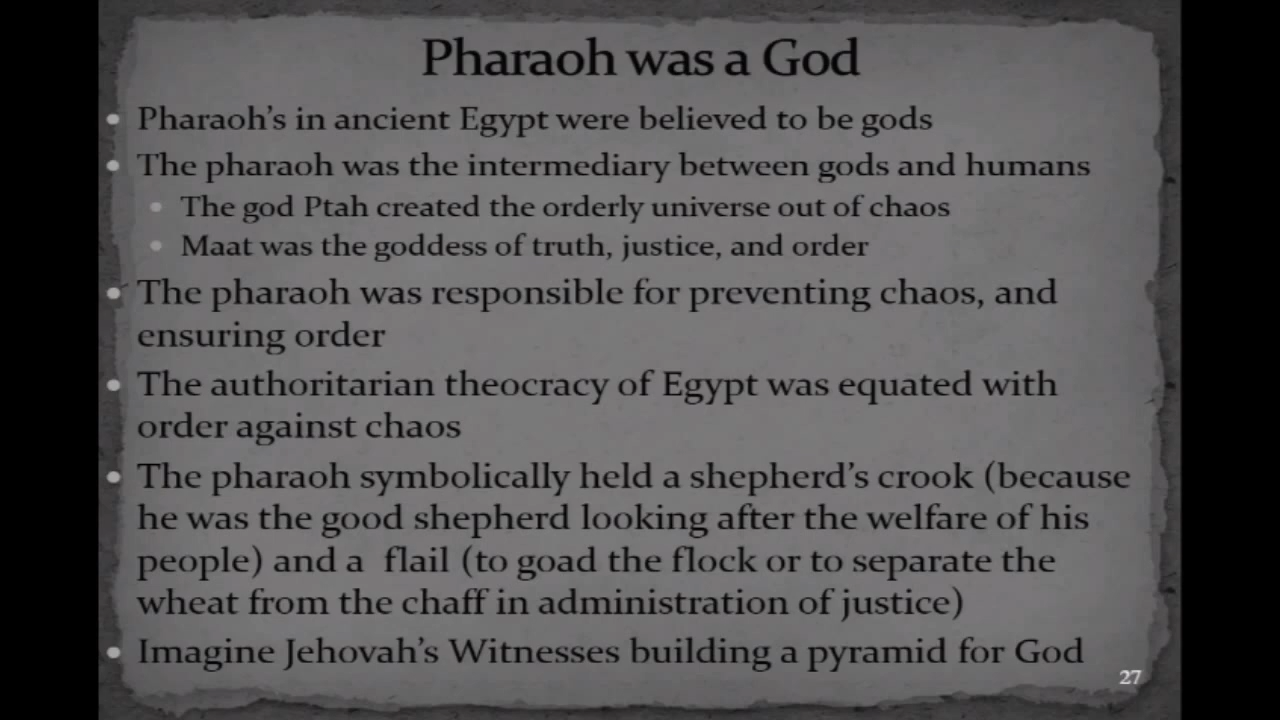 Pharaoh was a God
• Pharaoh's in ancient Egypt were believed to be gods
• The pharaoh was the intermediary between gods and humans
• The god Ptah created the orderly universe out of chaos
• Maat was the goddess of truth, justice, and order
• The pharaoh was responsible for preventing chaos, and
ensuring order
• The authoritarian theocracy of Egypt was equated with
order against chaos
• The pharaoh symbolically held a shepherd's crook (because
he was the good shepherd looking after the welfare of his
people) and a  flail (to goad the flock or to separate the
wheat from the chaff in administration of justice)
• Imagine Jehovah's Witnesses building a pyramid for God
27